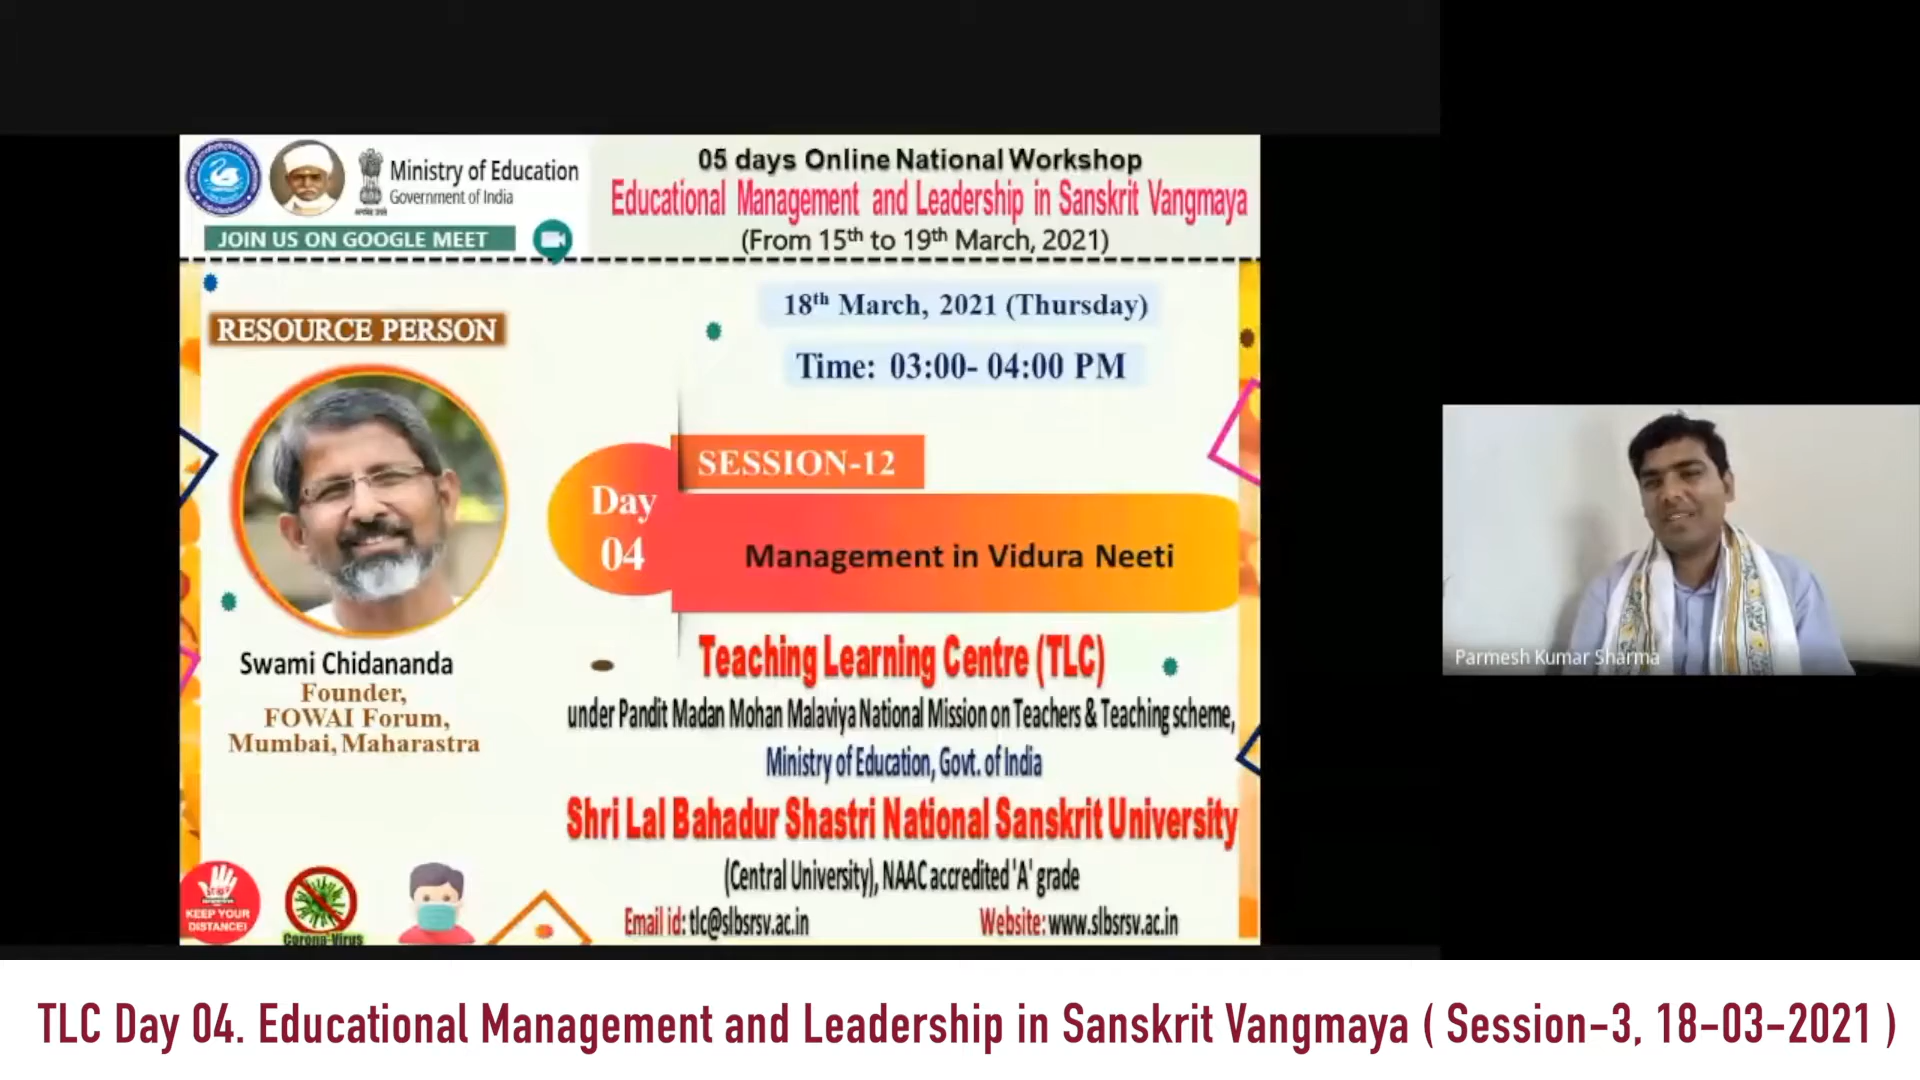 Ministry of Education
Government of India
JOIN US ON GOOGLE MEET
05 days Online National Workshop
Educational Management and Leadership in Sanskrit Vangmaya
(From 15th to 19th March, 2021)
RESOURCE PERSON
18th March, 2021 (Thursday)
Time: 03:00- 04:00 PM
SESSION-12
Day
04
Management in Vidura Neeti
Swami Chidananda
Founder,
FOWAI Forum,
Mumbai, Maharastra
Teaching Learning Centre (TLC)
under Pandit Madan Mohan Malaviya National Mission on Teachers & Teaching scheme,
Ministry of Education, Govt. of India
Shri Lal Bahadur Shastri National Sanskrit University
(Central University), NAAC accredited 'A' grade
Email id: tlc@slbsrsv.ac.in
Website: www.slbsrsv.ac.in
KEEP YOUR
DISTANCE!
Corona-Virus
Parmesh Kumar Sharma
TLC Day 04. Educational Management and Leadership in Sanskrit Vangmaya ( Session-3, 18-03-2021 )